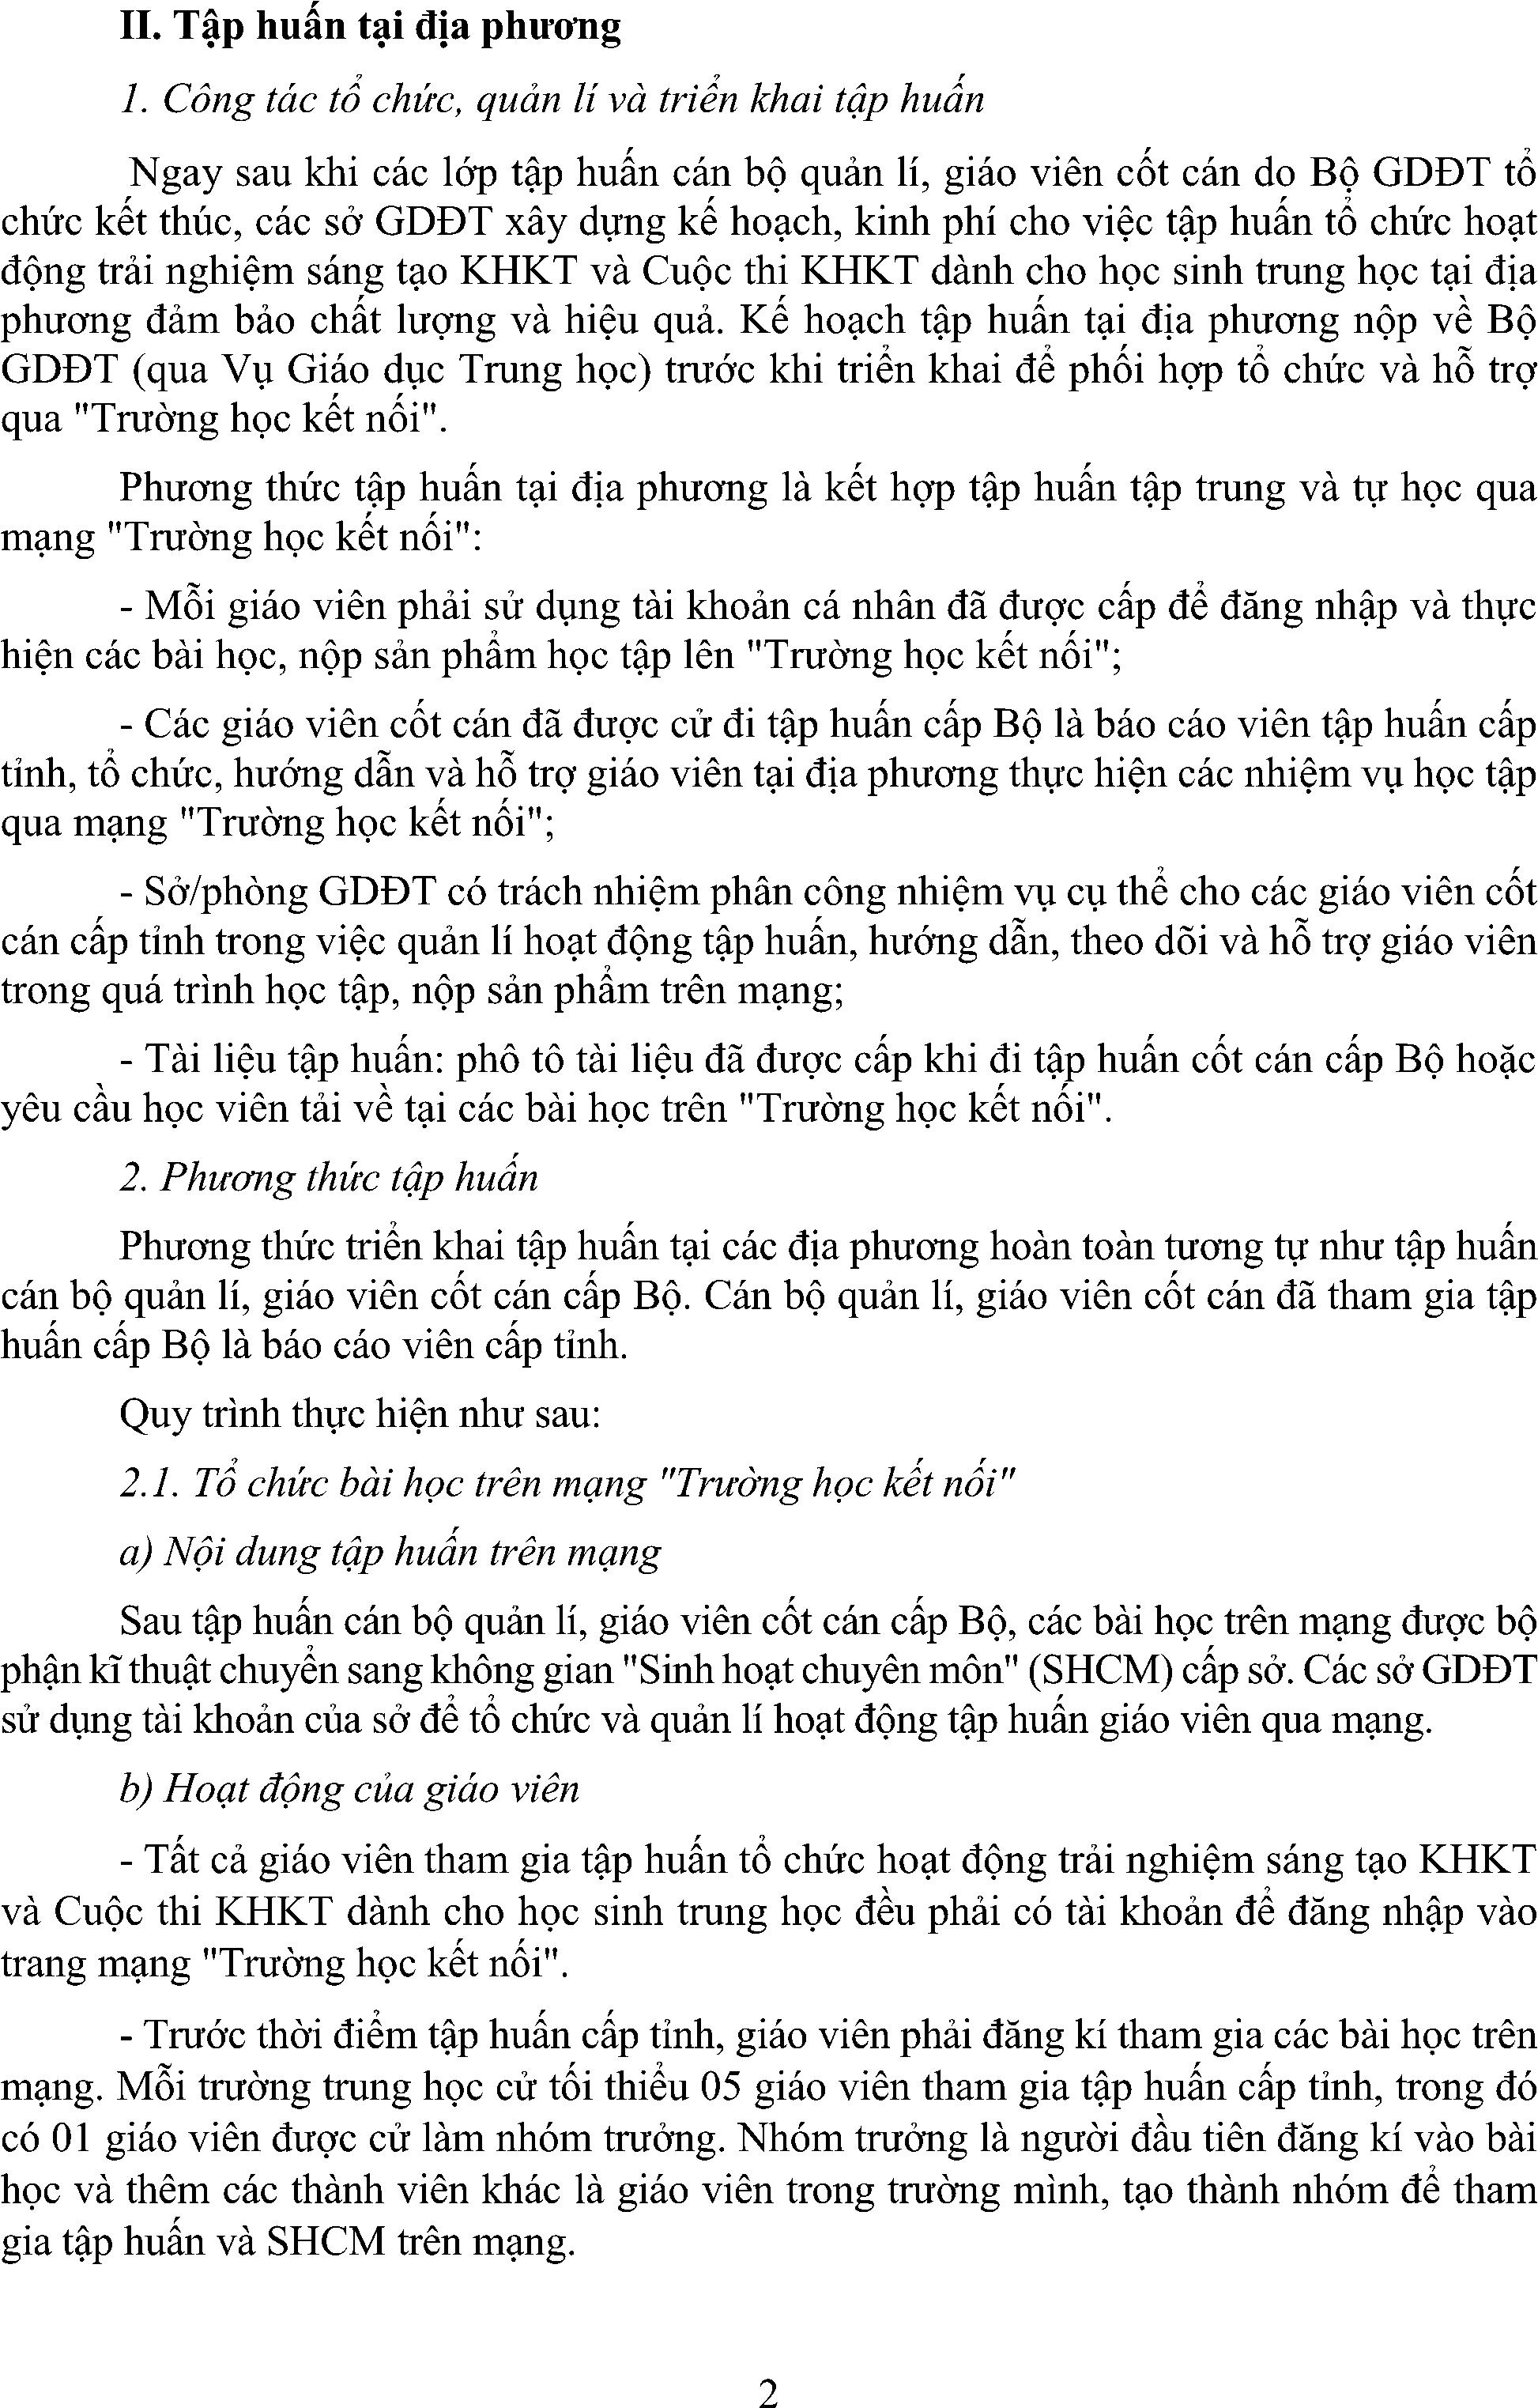 II. Tập huấn tại địa phương
1. Công tác tổ chức, quản lí và triển khai tập huấn
Ngay sau khi các lớp tập huấn cán bộ quản lí, giáo viên cốt cán do Bộ GDĐT tổ
chức kết thúc, các sở GDĐT xây dựng kế hoạch, kinh phí cho việc tập huấn tổ chức hoạt
động trải nghiệm sáng tạo KHKT và Cuộc thi KHKT dành cho học sinh trung học tại địa
phương đảm bảo chất lượng và hiệu quả. Kế hoạch tập huấn tại địa phương nộp về Bộ
GDĐT (qua Vụ Giáo dục Trung học) trước khi triển khai để phối hợp tổ chức và hỗ trợ
qua "Trường học kết nối".
Phương thức tập huấn tại địa phương là kết hợp tập huấn tập trung và tự học qua
mạng "Trường học kết nối":
- Mỗi giáo viên phải sử dụng tài khoản cá nhân đã được cấp để đăng nhập và thực
hiện các bài học, nộp sản phẩm học tập lên "Trường học kết nối";
- Các giáo viên cốt cán đã được cử đi tập huấn cấp Bộ là báo cáo viên tập huấn cấp
tỉnh, tổ chức, hướng dẫn và hỗ trợ giáo viên tại địa phương thực hiện các nhiệm vụ học tập
qua mạng "Trường học kết nối";
- Sở/phòng GDĐT có trách nhiệm phân công nhiệm vụ cụ thể cho các giáo viên cốt
cán cấp tỉnh trong việc quản lí hoạt động tập huấn, hướng dẫn, theo dõi và hỗ trợ giáo viên
trong quá trình học tập, nộp sản phẩm trên mạng;
- Tài liệu tập huấn: phô tô tài liệu đã được cấp khi đi tập huấn cốt cán cấp Bộ hoặc
yêu cầu học viên tải về tại các bài học trên "Trường học kết nối".
2. Phương thức tập huấn
Phương thức triển khai tập huấn tại các địa phương hoàn toàn tương tự như tập huấn
cán bộ quản lí, giáo viên cốt cán cấp Bộ. Cán bộ quản lí, giáo viên cốt cán đã tham gia tập
huấn cấp Bộ là báo cáo viên cấp tỉnh.
Quy trình thực hiện như sau:
2.1. Tổ chức bài học trên mạng "Trường học kết nối"
a) Nội dung tập huấn trên mạng
Sau tập huấn cán bộ quản lí, giáo viên cốt cán cấp Bộ, các bài học trên mạng được bộ
phận kĩ thuật chuyển sang không gian "Sinh hoạt chuyên môn" (SHCM) cấp sở. Các sở GDĐT
sử dụng tài khoản của sở để tổ chức và quản lí hoạt động tập huấn giáo viên qua mạng.
b) Hoạt động của giáo viên
- Tất cả giáo viên tham gia tập huấn tổ chức hoạt động trải nghiệm sáng tạo KHKT
và Cuộc thi KHKT dành cho học sinh trung học đều phải có tài khoản để đăng nhập vào
trang mạng "Trường học kết nối".
- Trước thời điểm tập huấn cấp tỉnh, giáo viên phải đăng kí tham gia các bài học trên
mạng. Mỗi trường trung học cử tối thiểu 05 giáo viên tham gia tập huấn cấp tỉnh, trong đó
có 01 giáo viên được cử làm nhóm trưởng. Nhóm trưởng là người đầu tiên đăng kí vào bài
học và thêm các thành viên khác là giáo viên trong trường mình, tạo thành nhóm để tham
gia tập huấn và SHCM trên mạng.
2